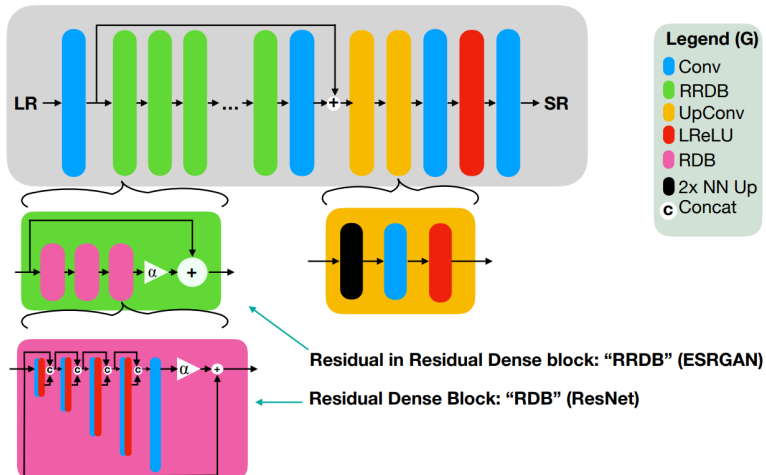 Legend (G)
Conv
RRDB
UpConv
LReLU
RDB
2x NN Up
c Concat
LR
...
+
SR
α
+
Residual in Residual Dense block: “RRDB” (ESRGAN)
Residual Dense Block: “RDB” (ResNet)
c c c c α +